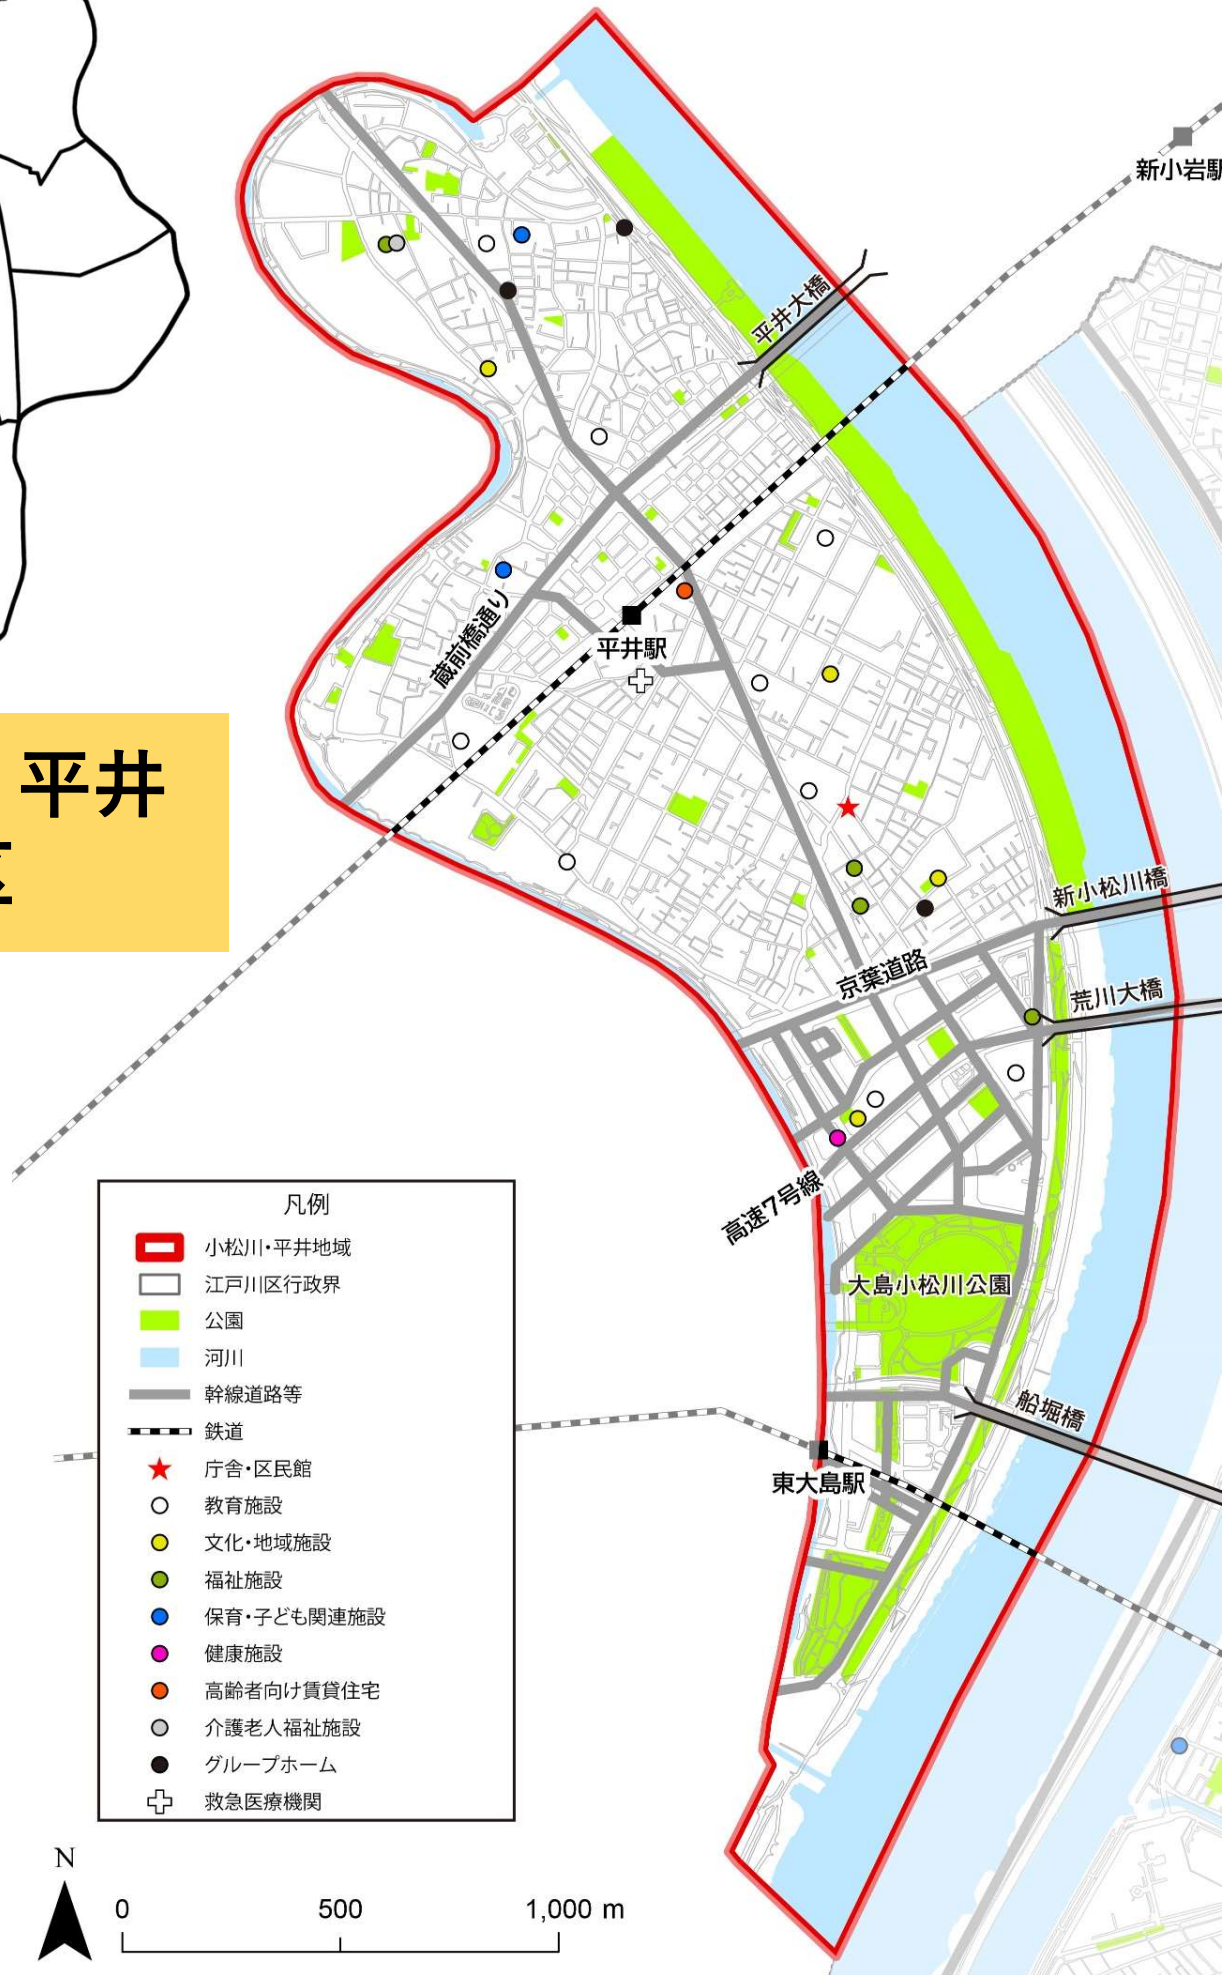 新小岩駅
平井大橋
蔵前橋通り
平井駅
平井
区
新小松川橋
京葉道路
荒川大橋
高速7号線
大島小松川公園
船堀橋
東大島駅
凡例
小松川・平井地域
江戸川区行政界
公園
河川
幹線道路等
鉄道
庁舎・区民館
教育施設
文化・地域施設
福祉施設
保育・子ども関連施設
健康施設
高齢者向け賃貸住宅
介護老人福祉施設
グループホーム
救急医療機関
N
0 500 1,000 m